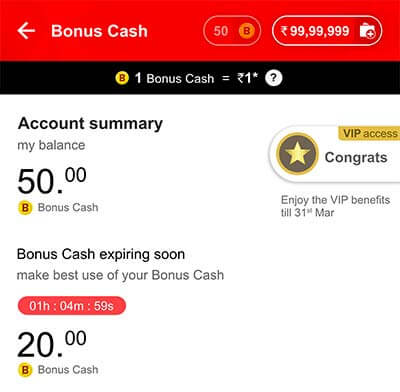 Bonus Cash
50 B
₹ 99,99,999
B 1 Bonus Cash = ₹1* ?
Account summary
my balance
50.00
B Bonus Cash
VIP access
Congrats
Enjoy the VIP benefits
till 31st Mar
Bonus Cash expiring soon
make best use of your Bonus Cash
01h : 04m : 59s
20.00
B Bonus Cash